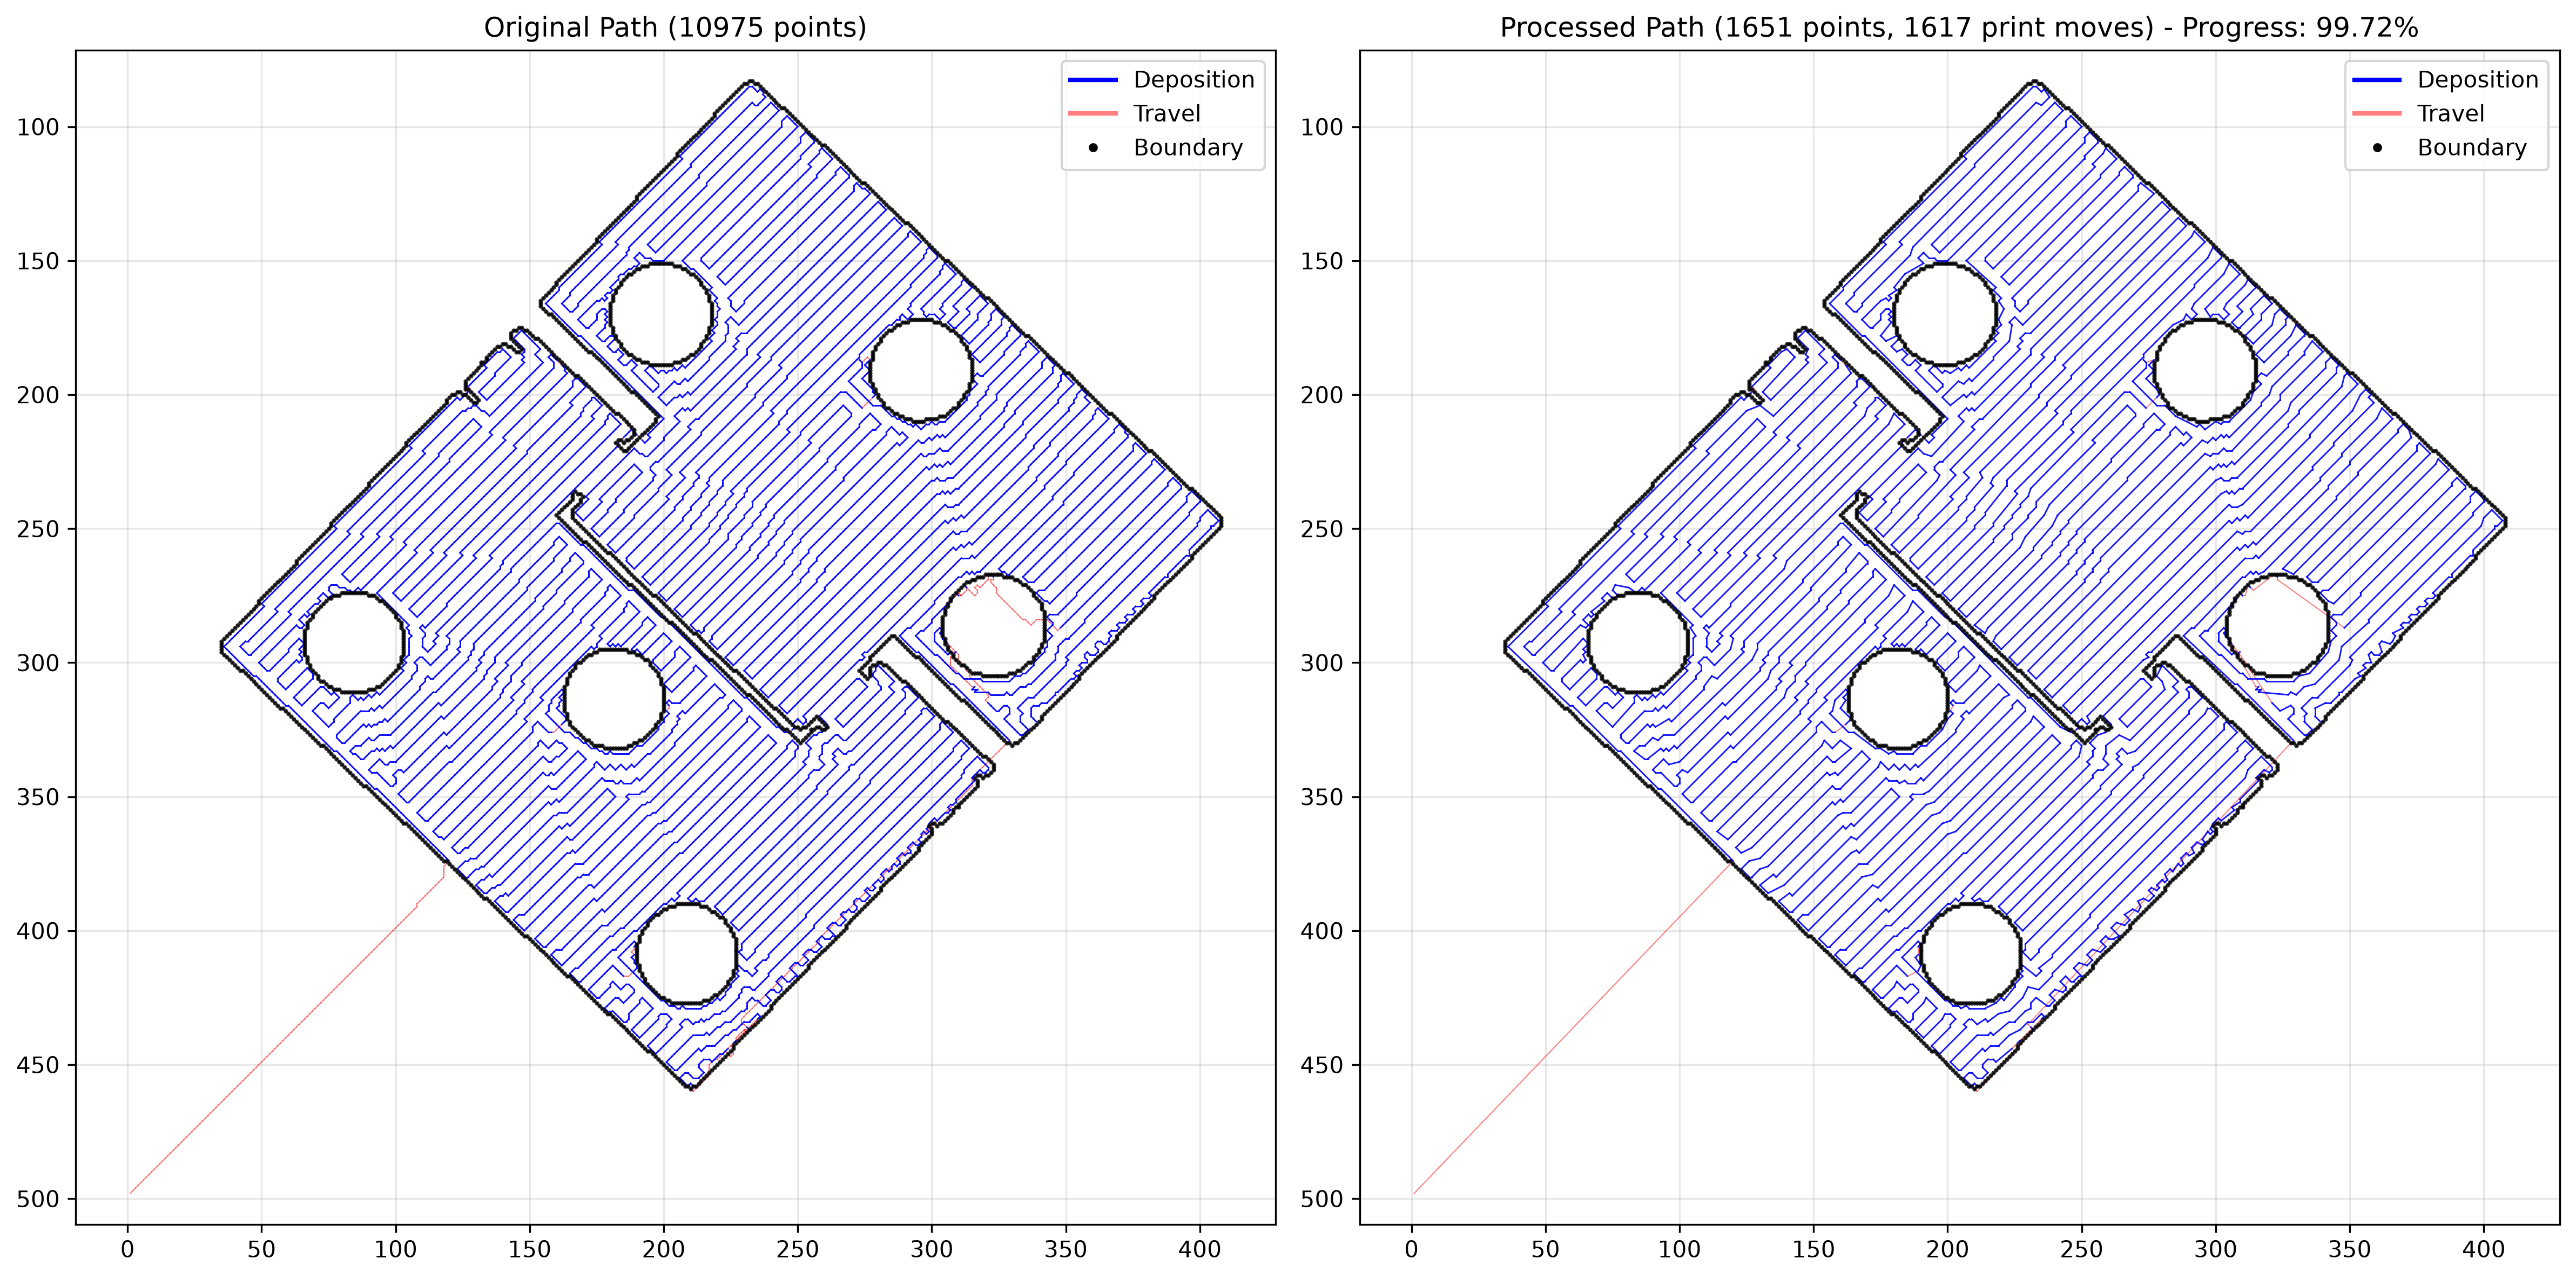 Original Path (10975 points)
Deposition
Travel
Boundary
100
150
200
250
300
350
400
450
500
0 50 100 150 200 250 300 350 400
Processed Path (1651 points, 1617 print moves) - Progress: 99.72%
Deposition
Travel
Boundary
100
150
200
250
300
350
400
450
500
0 50 100 150 200 250 300 350 400